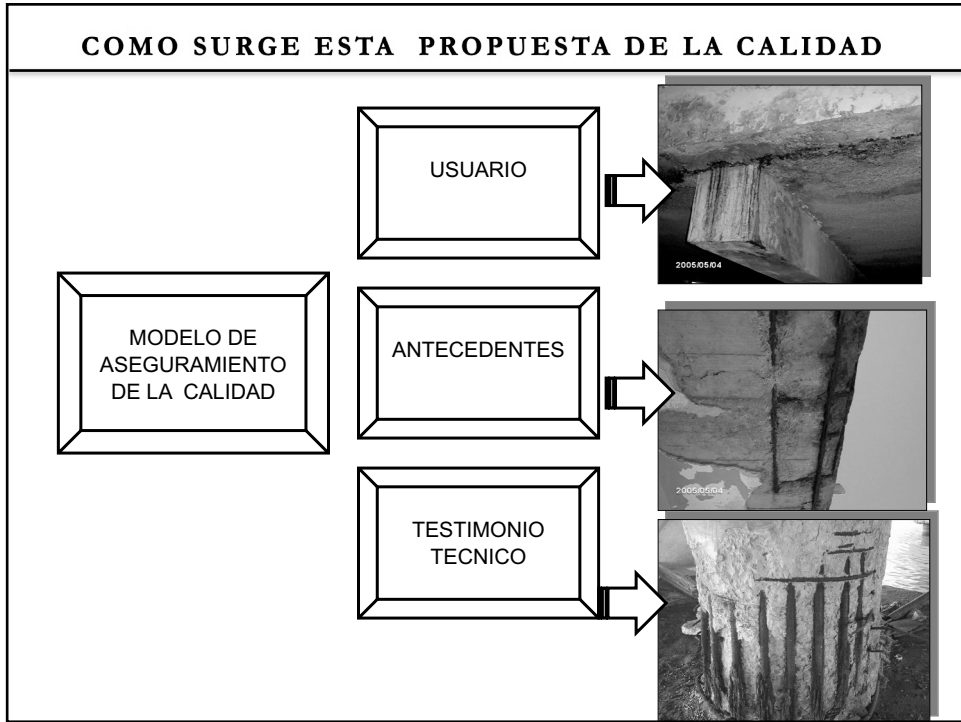 COMO SURGE ESTA PROPUESTA DE LA CALIDAD
USUARIO
2005/05/04
MODELO DE
ASEGURAMIENTO
DE LA CALIDAD
ANTECEDENTES
2005/05/04
TESTIMONIO
TECNICO